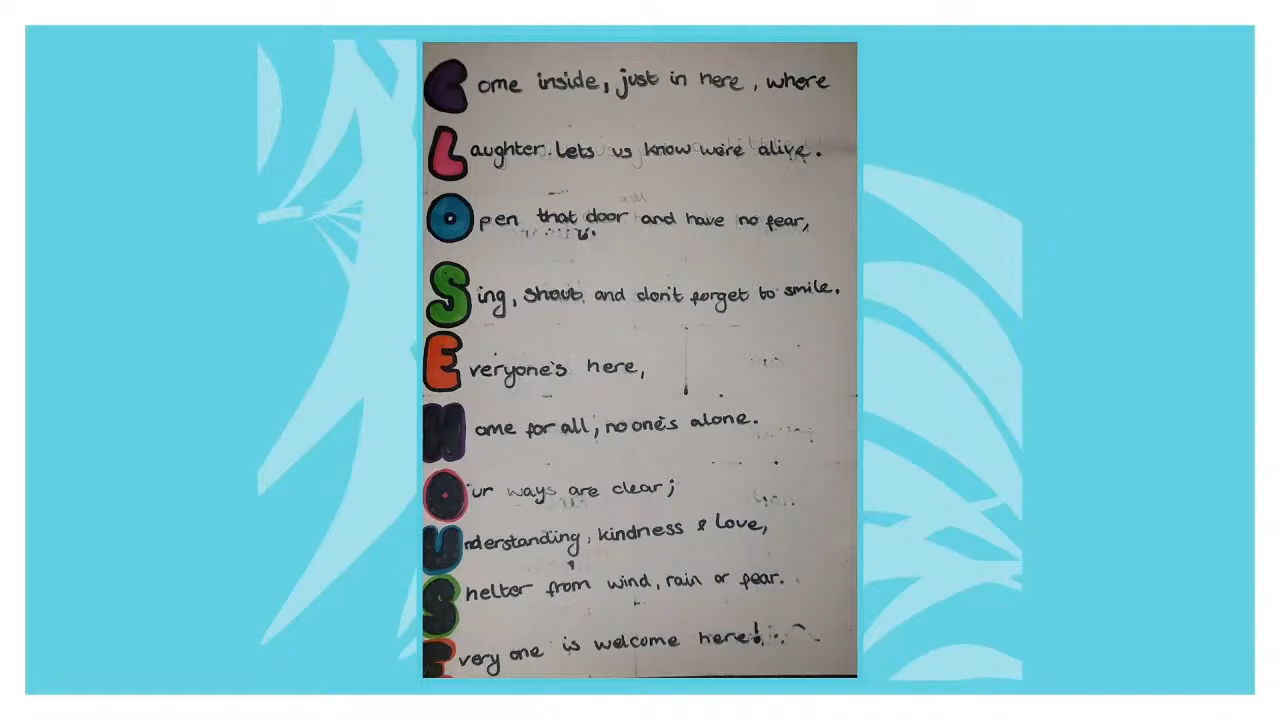 Come inside, just in here, where
Laughter lets us know we're alive.
Open that door and have no fear,
Sing, shout and don't forget to smile.
Everyone's here,
Home for all, no one's alone.
Our ways are clear;
Understanding, kindness & love,
Shelter from wind, rain or fear.
Every one is welcome here!